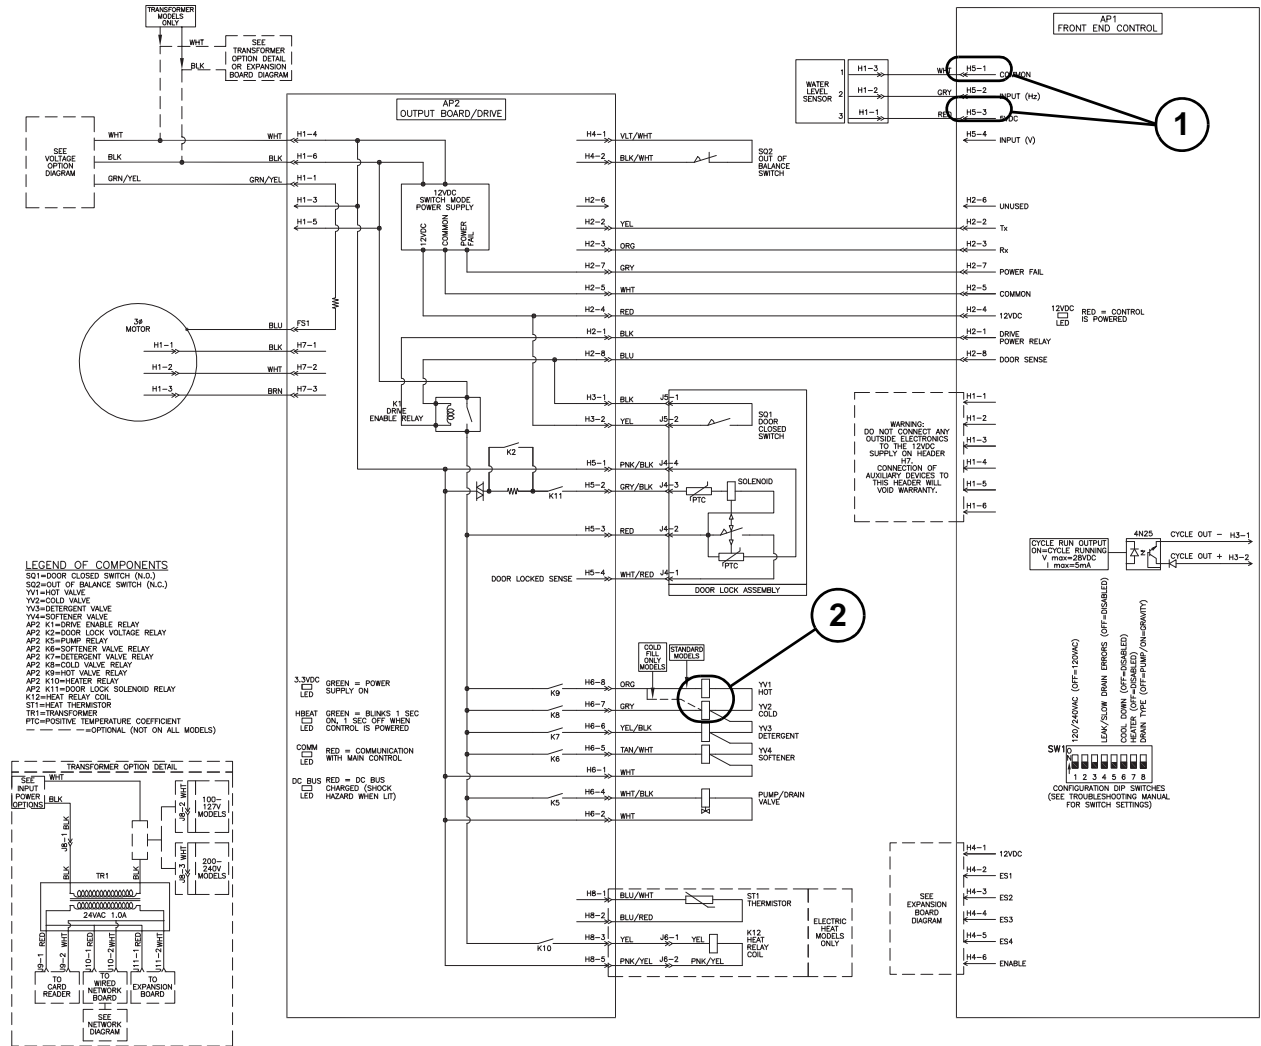 TRANSFORMER
MODELS
ONLY
WHT
BLK
SEE
TRANSFORMER
OPTION DETAIL
OR EXPANSION
BOARD DIAGRAM
SEE
VOLTAGE
OPTION
DIAGRAM
WHT
BLK
GRN/YEL
WHT
BLK
GRN/YEL
AP2
OUTPUT BOARD/DRIVE
H1-4
H1-6
H1-1
H1-3
H1-5
12VDC
SWITCH MODE
POWER SUPPLY
12VDC
COMMON
POWER
FAIL
3ø
MOTOR
H1-1
H1-2
H1-3
BLU
BLK
WHT
BRN
FS1
H7-1
H7-2
H7-3
K1
DRIVE
ENABLE RELAY
K2
K11
H4-1 VLT/WHT
H4-2 BLK/WHT
SQ2
OUT OF
BALANCE
SWITCH
H2-6
H2-2 YEL
H2-3 ORG
H2-7 GRY
H2-5 WHT
H2-4 RED
H2-1 BLK
H2-8 BLU
H3-1 BLK J5-1
H3-2 YEL J5-2
SQ1
DOOR
CLOSED
SWITCH
H5-1 PNK/BLK J4-4
H5-2 GRY/BLK J4-3
PTC
SOLENOID
H5-3 RED J4-2
PTC
DOOR LOCKED SENSE H5-4 WHT/RED J4-1
DOOR LOCK ASSEMBLY
AP1
FRONT END CONTROL
WATER
LEVEL
SENSOR
1
2
3
H1-3
H1-2
H1-1
WHT
GRY
RED
H5-1
COMMON
H5-2
INPUT (Hz)
H5-3
5VDC
H5-4
INPUT (V)
1
H2-6
UNUSED
H2-2
Tx
H2-3
Rx
H2-7
POWER FAIL
H2-5
COMMON
H2-4
12VDC
12VDC
LED
RED = CONTROL
IS POWERED
H2-1
DRIVE
POWER RELAY
H2-8
DOOR SENSE
WARNING:
DO NOT CONNECT ANY
OUTSIDE ELECTRONICS
TO THE 12VDC
SUPPLY ON HEADER
H7.
CONNECTION OF
AUXILIARY DEVICES TO
THIS HEADER WILL
VOID WARRANTY.
H1-1
H1-2
H1-3
H1-4
H1-5
H1-6
CYCLE RUN OUTPUT
ON=CYCLE RUNNING
V max=28VDC
I max=5mA
4N25
CYCLE OUT - H3-1
CYCLE OUT + H3-2
LEGEND OF COMPONENTS
SQ1=DOOR CLOSED SWITCH (N.O.)
SQ2=OUT OF BALANCE SWITCH (N.C.)
YV1=HOT VALVE
YV2=COLD VALVE
YV3=DETERGENT VALVE
YV4=SOFTENER VALVE
AP2 K1=DRIVE ENABLE RELAY
AP2 K2=DOOR LOCK VOLTAGE RELAY
AP2 K5=PUMP RELAY
AP2 K6=SOFTENER VALVE RELAY
AP2 K7=DETERGENT VALVE RELAY
AP2 K8=COLD VALVE RELAY
AP2 K9=HOT VALVE RELAY
AP2 K10=HEATER RELAY
AP2 K11=DOOR LOCK SOLENOID RELAY
K12=HEAT RELAY COIL
ST1=HEAT THERMISTOR
TR1=TRANSFORMER
PTC=POSITIVE TEMPERATURE COEFFICIENT
=OPTIONAL (NOT ON ALL MODELS)
2
COLD
FILL
ONLY
MODELS
STANDARD
MODELS
3.3VDC
LED
GREEN = POWER
SUPPLY ON
HBEAT
LED
GREEN = BLINKS 1 SEC
ON, 1 SEC OFF WHEN
CONTROL IS POWERED
COMM
LED
RED = COMMUNICATION
WITH MAIN CONTROL
DC BUS
LED
RED = DC BUS
CHARGED (SHOCK
HAZARD WHEN LIT)
K9 H6-8 ORG
K8 H6-7 GRY
K7 H6-6 YEL/BLK
K6 H6-5 TAN/WHT
H6-1 WHT
K5 H6-4 WHT/BLK
H6-2 WHT
YV1
HOT
YV2
COLD
YV3
DETERGENT
YV4
SOFTENER
PUMP/DRAIN
VALVE
120/240VAC (OFF=120VAC)
LEAK/SLOW DRAIN ERRORS (OFF=DISABLED)
COOL DOWN (OFF=DISABLED)
HEATER (OFF=DISABLED)
DRAIN TYPE (OFF=PUMP/ON=GRAVITY)
SW1
ON
1 2 3 4 5 6 7 8
CONFIGURATION DIP SWITCHES
(SEE TROUBLESHOOTING MANUAL
FOR SWITCH SETTINGS)
TRANSFORMER OPTION DETAIL
SEE
INPUT
POWER
OPTIONS
WHT
BLK
J8-1 BLK
BLK
BLK
J8-2 WHT
100-
127V
MODELS
J8-3 WHT
200-
240V
MODELS
TR1
24VAC 1.0A
J9-1 RED
J9-2 WHT
J10-1 RED
J10-2 WHT
J11-1 RED
J11-2 WHT
TO
CARD
READER
TO
WIRED
NETWORK
BOARD
TO
EXPANSION
BOARD
SEE
NETWORK
DIAGRAM
H8-1 BLU/WHT
H8-2 BLU/RED
ST1
THERMISTOR
K10 H8-3 YEL J6-1 YEL
H8-5 PNK/YEL J6-2 PNK/YEL
K12
HEAT
RELAY
COIL
ELECTRIC
HEAT
MODELS
ONLY
SEE
EXPANSION
BOARD
DIAGRAM
H4-1
12VDC
H4-2
ES1
H4-3
ES2
H4-4
ES3
H4-5
ES4
H4-6
ENABLE